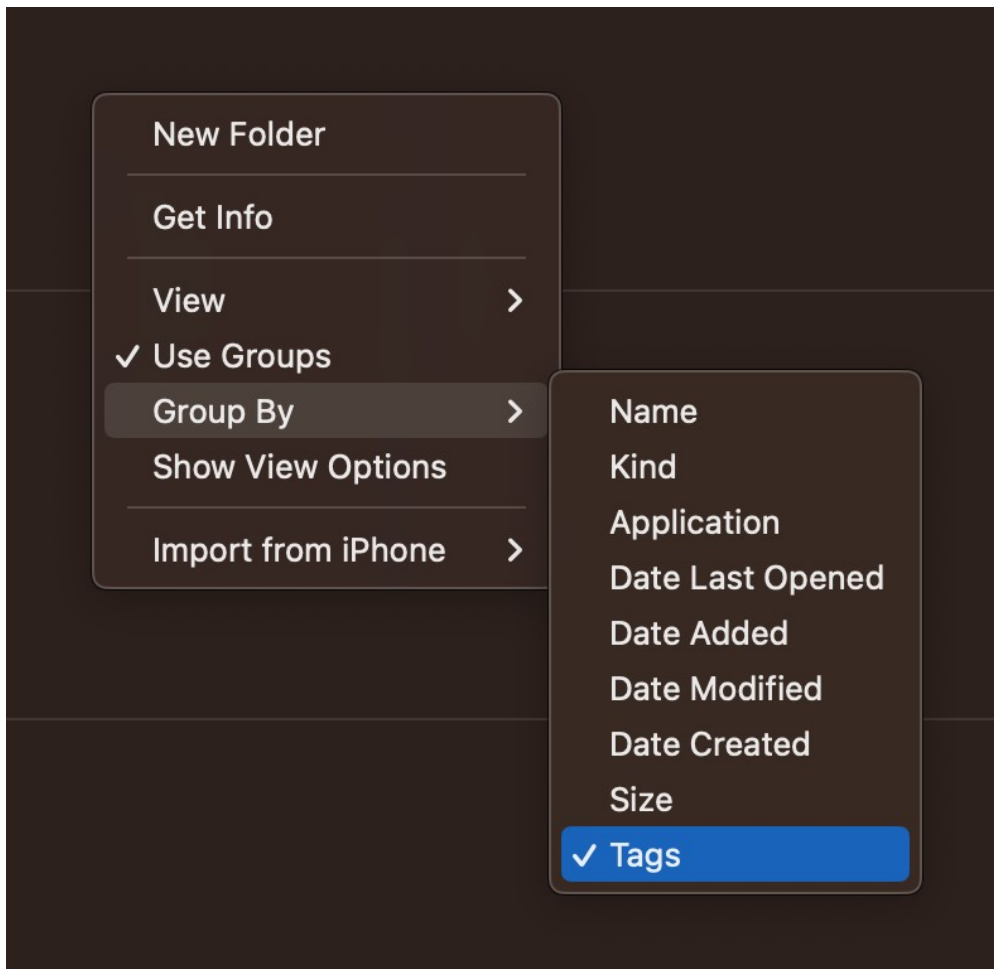 New Folder
Get Info
View
Use Groups
Group By
Show View Options
Import from iPhone
Name
Kind
Application
Date Last Opened
Date Added
Date Modified
Date Created
Size
Tags